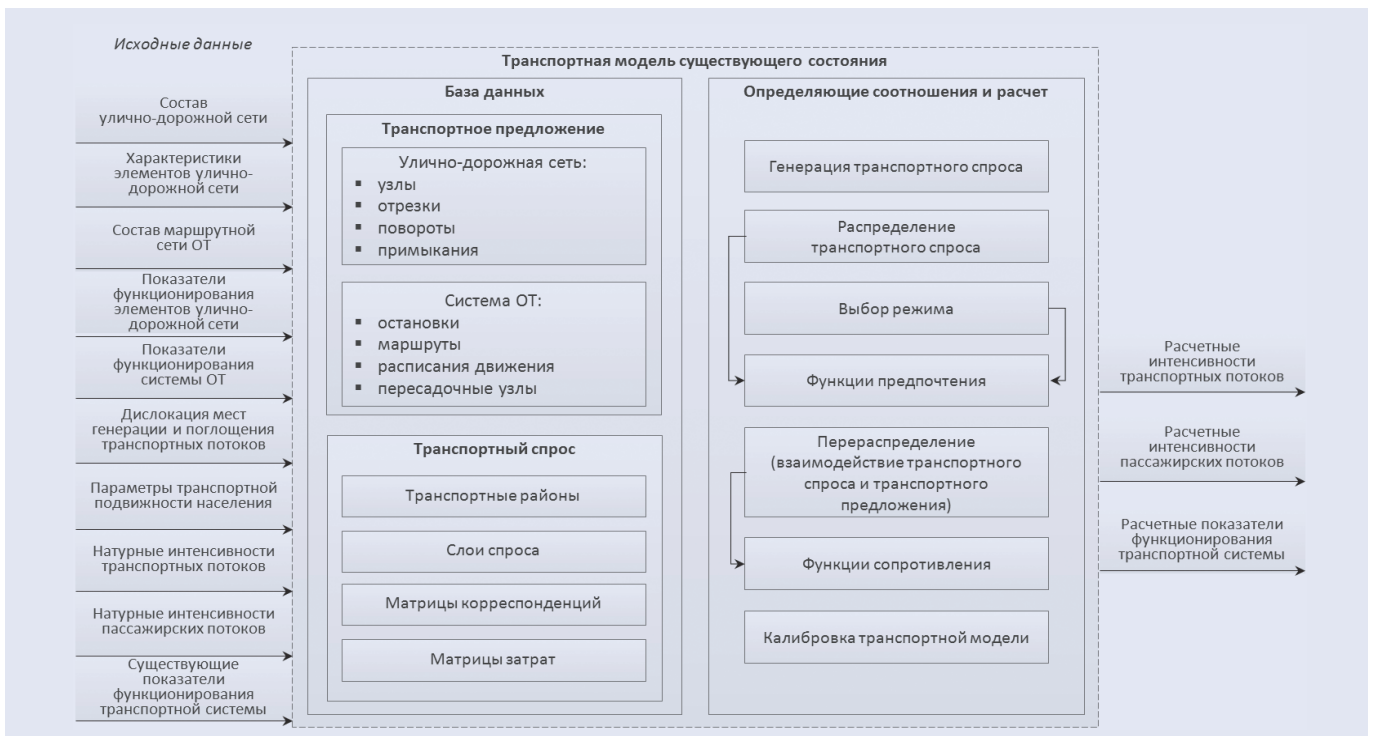 Исходные данные
Состав
улично-дорожной сети
Характеристики
элементов улично-
дорожной сети
Состав маршрутной
сети ОТ
Показатели
функционирования
элементов улично-
дорожной сети
Показатели
функционирования
системы ОТ
Дислокация мест
генерации и поглощения
транспортных потоков
Параметры транспортной
подвижности населения
Натурные интенсивности
транспортных потоков
Натурные интенсивности
пассажирских потоков
Существующие
показатели
функционирования
транспортной системы
Транспортная модель существующего состояния
База данных
Транспортное предложение
Улично-дорожная сеть:
▪ узлы
▪ отрезки
▪ повороты
▪ примыкания
Система ОТ:
▪ остановки
▪ маршруты
▪ расписания движения
▪ пересадочные узлы
Транспортный спрос
Транспортные районы
Слои спроса
Матрицы корреспонденций
Матрицы затрат
Определяющие соотношения и расчет
Генерация транспортного спроса
Распределение
транспортного спроса
Выбор режима
Функции предпочтения
Перераспределение
(взаимодействие транспортного
спроса и транспортного
предложения)
Функции сопротивления
Калибровка транспортной модели
Расчетные
интенсивности
транспортных потоков
Расчетные
интенсивности
пассажирских потоков
Расчетные показатели
функционирования
транспортной системы